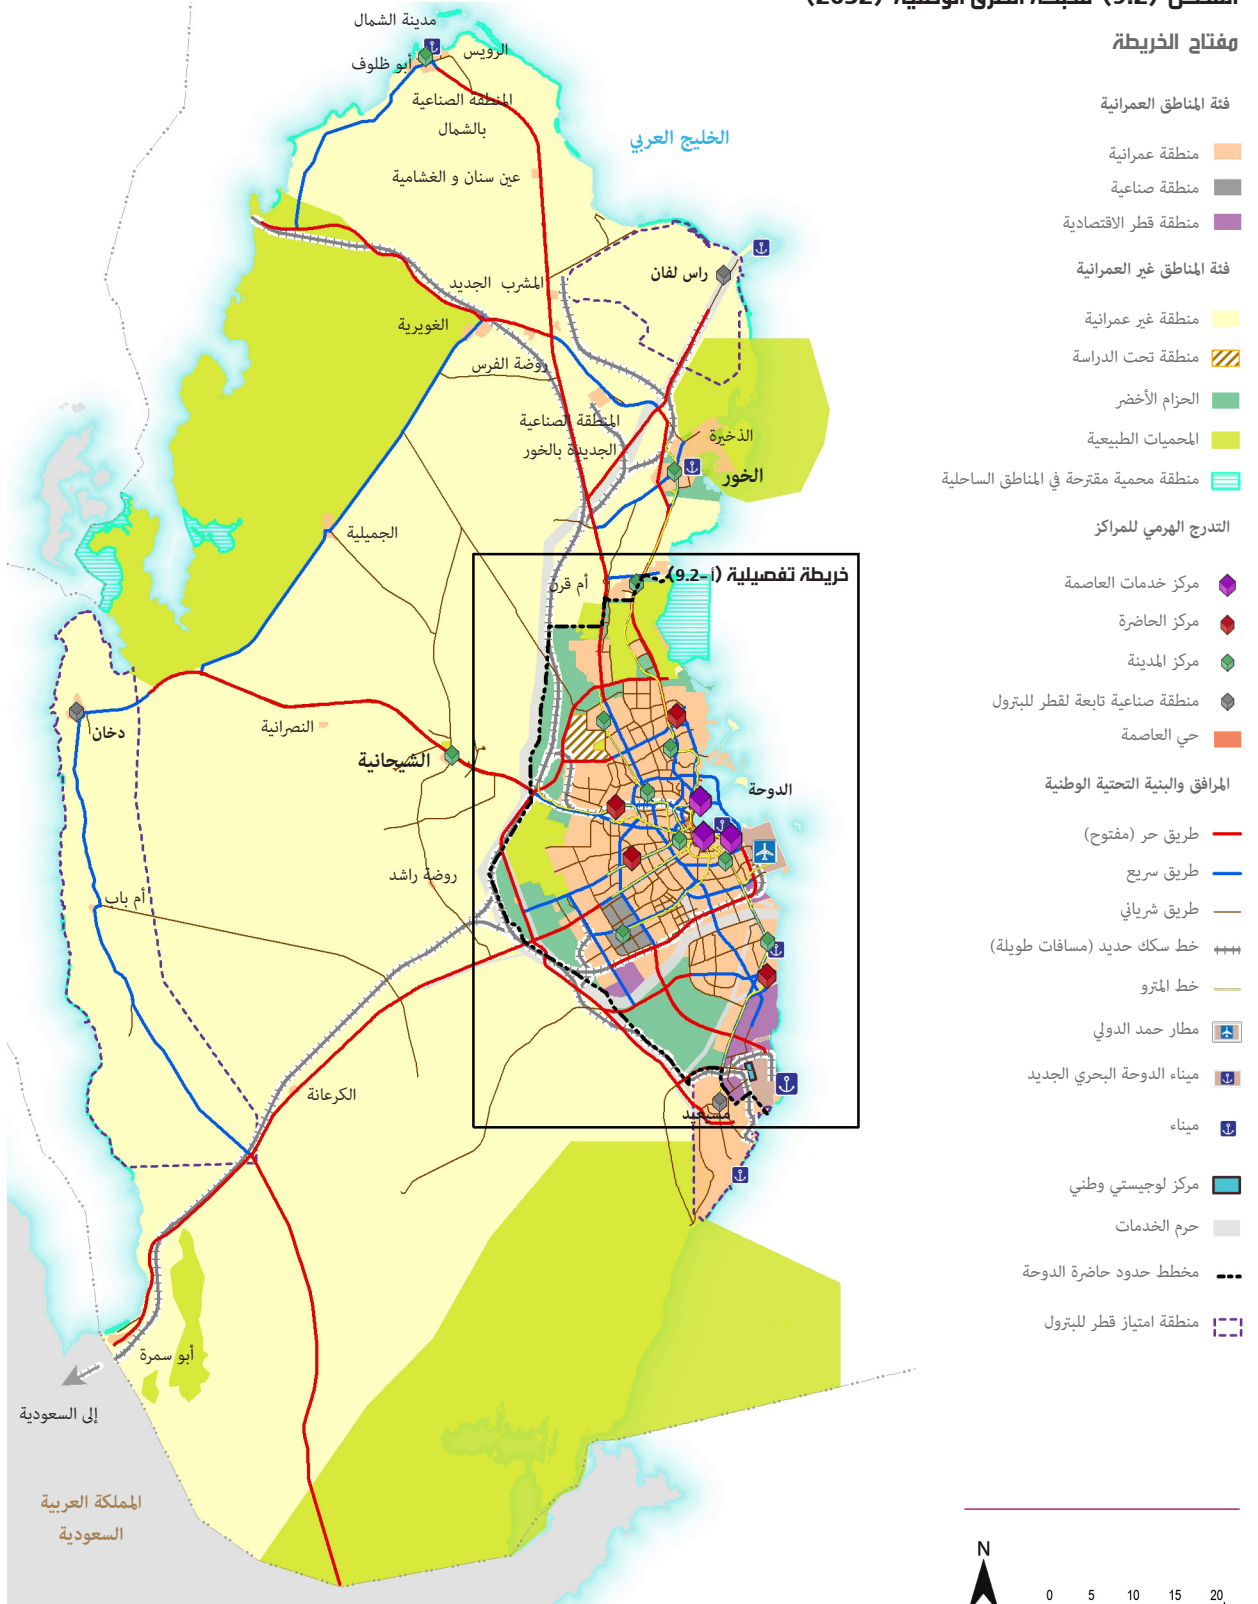 الشكل (9.2) شبكة الطرق الوطنية (2032)
مفتاح الخريطة
فئة المناطق العمرانية
منطقة عمرانية
منطقة صناعية
منطقة قطر الاقتصادية
فئة المناطق غير العمرانية
منطقة غير عمرانية
منطقة تحت الدراسة
الحزام الأخضر
المحميات الطبيعية
منطقة محمية مقترحة في المناطق الساحلية
التدرج الهرمي للمراكز
مركز خدمات العاصمة
مركز الحاضرة
مركز المدينة
منطقة صناعية تابعة لقطر للبترول
حي العاصمة
المرافق والبنية التحتية الوطنية
طريق حر (مفتوح)
طريق سريع
طريق شرياني
خط سكك حديد (مسافات طويلة)
خط المترو
مطار حمد الدولي
ميناء الدوحة البحري الجديد
ميناء
مركز لوجيستي وطني
حرم الخدمات
مخطط حدود حاضرة الدوحة
منطقة امتياز قطر للبترول
N
0 5 10 15 20
مدينة الشمال
الرويس
أبو ظلوف
المنطقة الصناعية
بالشمال
الخليج العربي
عين سنان و الغشامية
راس لفان
المشرب الجديد
الغويرية
روضة الفرس
المنطقة الصناعية
الجديدة بالخور
الذخيرة
الخور
الجميلية
خريطة تفصيلية (أ-9.2)
أم قرن
دخان
النصرانية
الشيحانية
الدوحة
روضة راشد
أم باب
الكرعانة
مسيعيد
أبو سمرة
إلى السعودية
المملكة العربية
السعودية